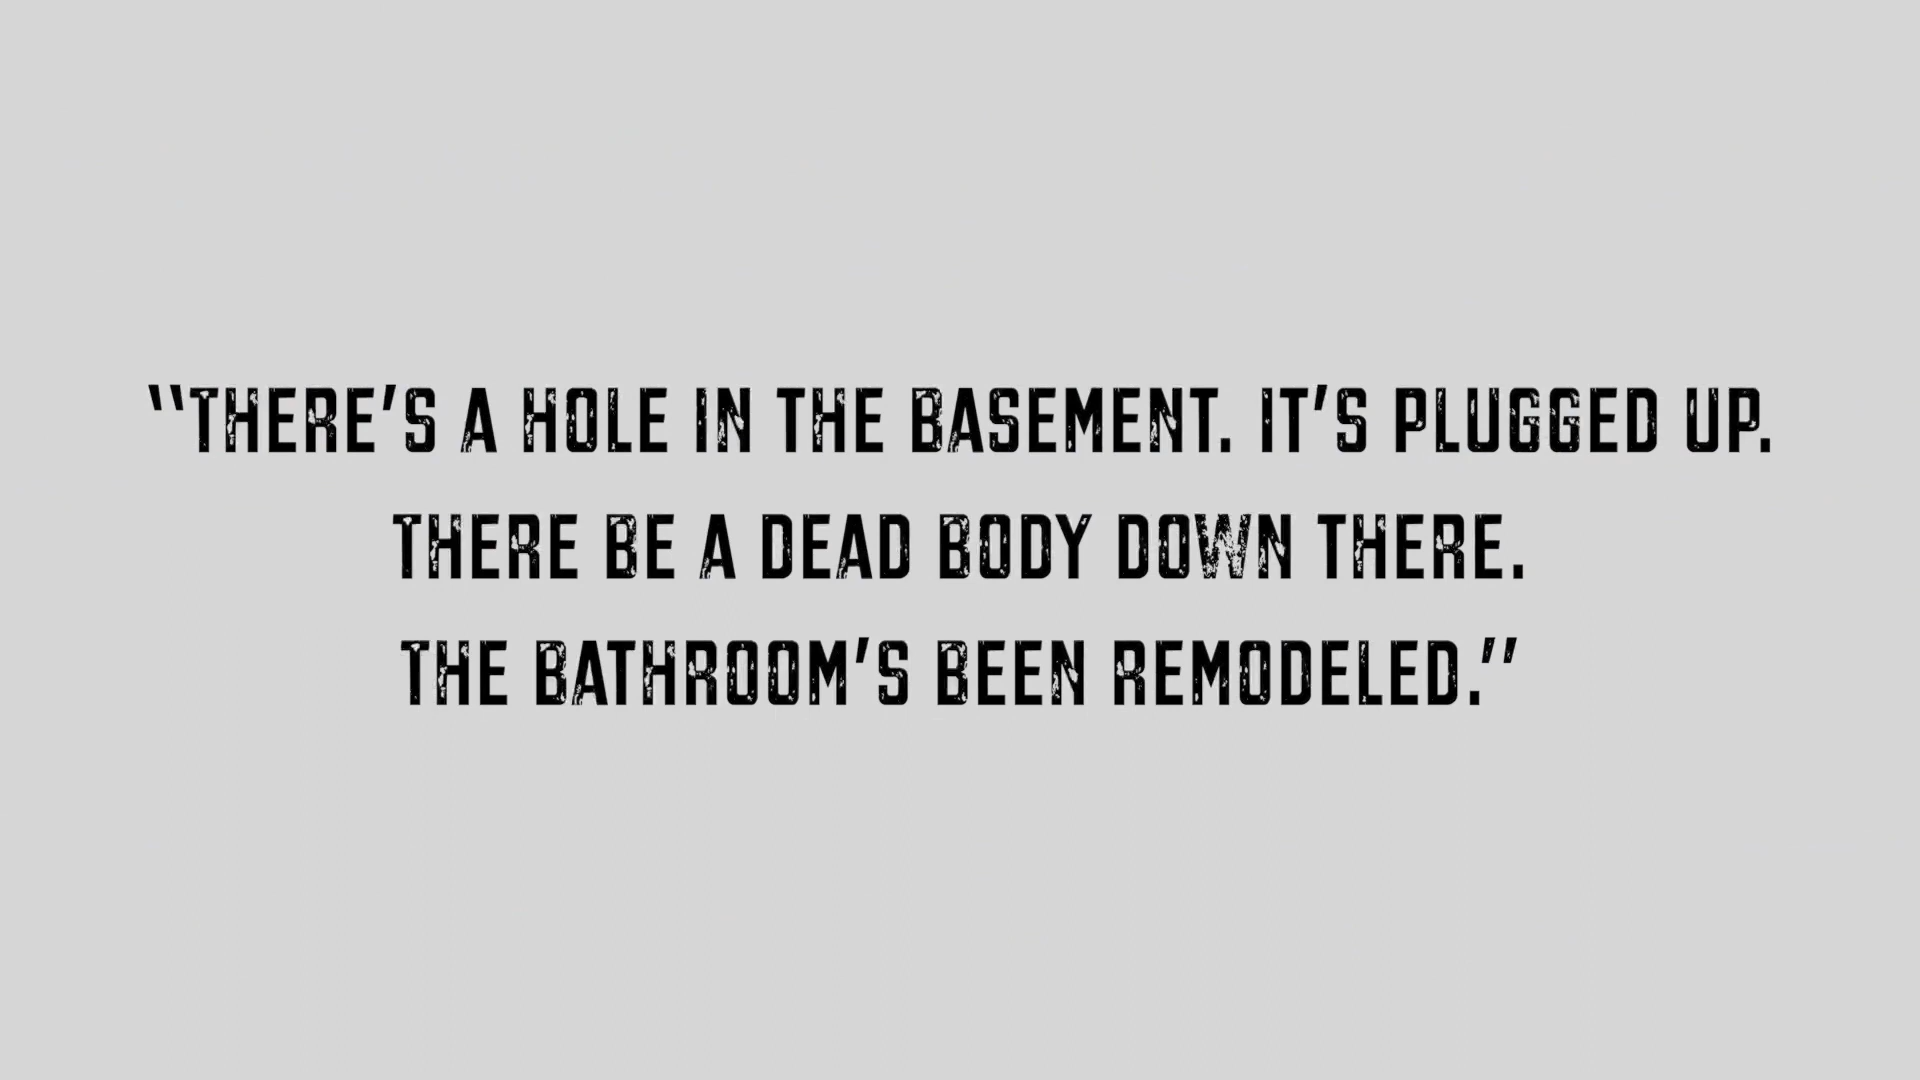 “THERE’S A HOLE IN THE BASEMENT. IT’S PLUGGED UP.
THERE BE A DEAD BODY DOWN THERE.
THE BATHROOM’S BEEN REMODELED.”